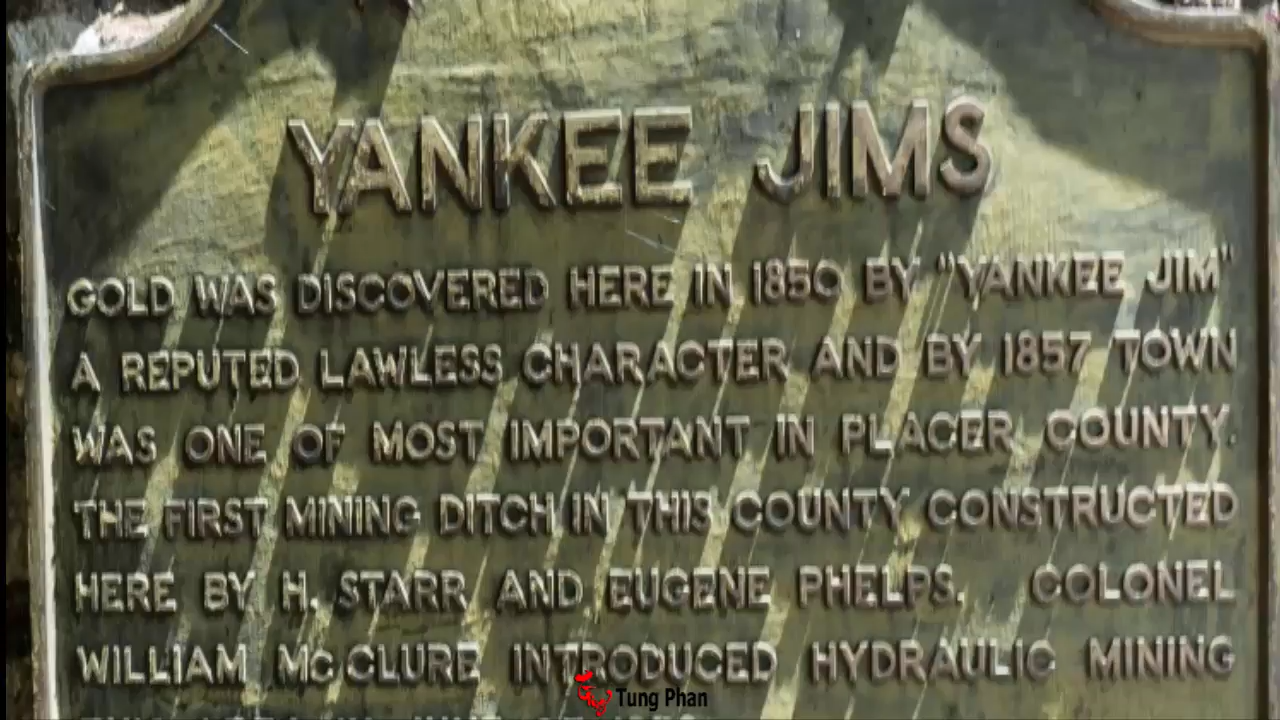 YANKEE JIMS
GOLD WAS DISCOVERED HERE IN 1850 BY "YANKEE JIM"
A REPUTED LAWLESS CHARACTER AND BY 1857 TOWN
WAS ONE OF MOST IMPORTANT IN PLACER COUNTY.
THE FIRST MINING DITCH IN THIS COUNTY CONSTRUCTED
HERE BY H. STARR AND EUGENE PHELPS. COLONEL
WILLIAM McCLURE INTRODUCED HYDRAULIC MINING
Tung Phan